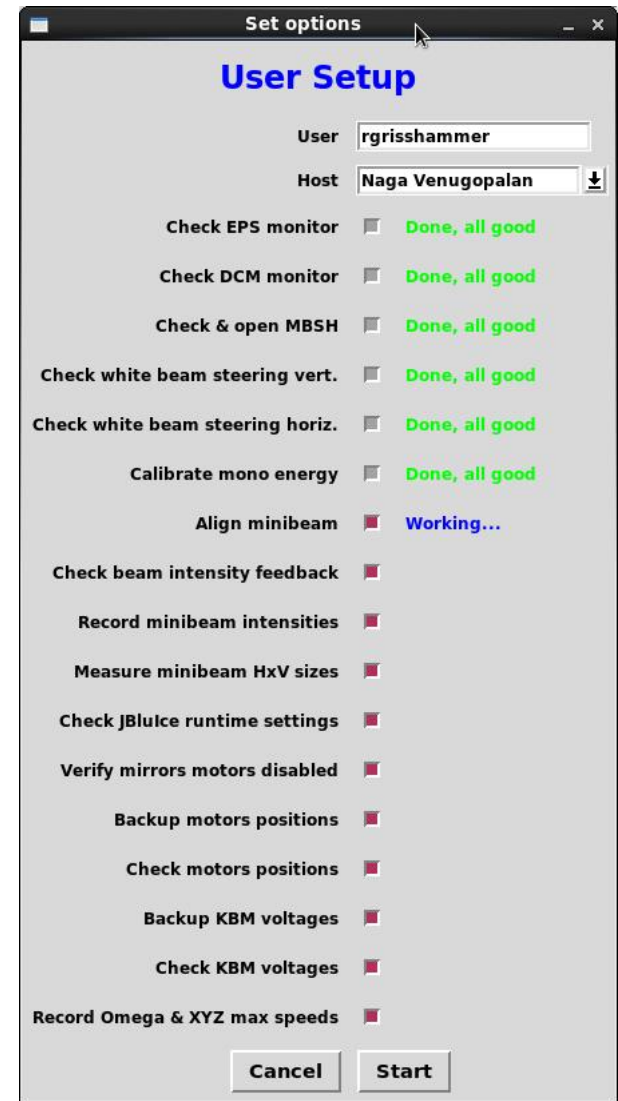 Set options
User Setup
User rgrisshammer
Host Naga Venugopalan
Check EPS monitor Done, all good
Check DCM monitor Done, all good
Check & open MBSH Done, all good
Check white beam steering vert. Done, all good
Check white beam steering horiz. Done, all good
Calibrate mono energy Done, all good
Align minibeam Working...
Check beam intensity feedback
Record minibeam intensities
Measure minibeam HxV sizes
Check JBluIce runtime settings
Verify mirrors motors disabled
Backup motors positions
Check motors positions
Backup KBM voltages
Check KBM voltages
Record Omega & XYZ max speeds
Cancel Start